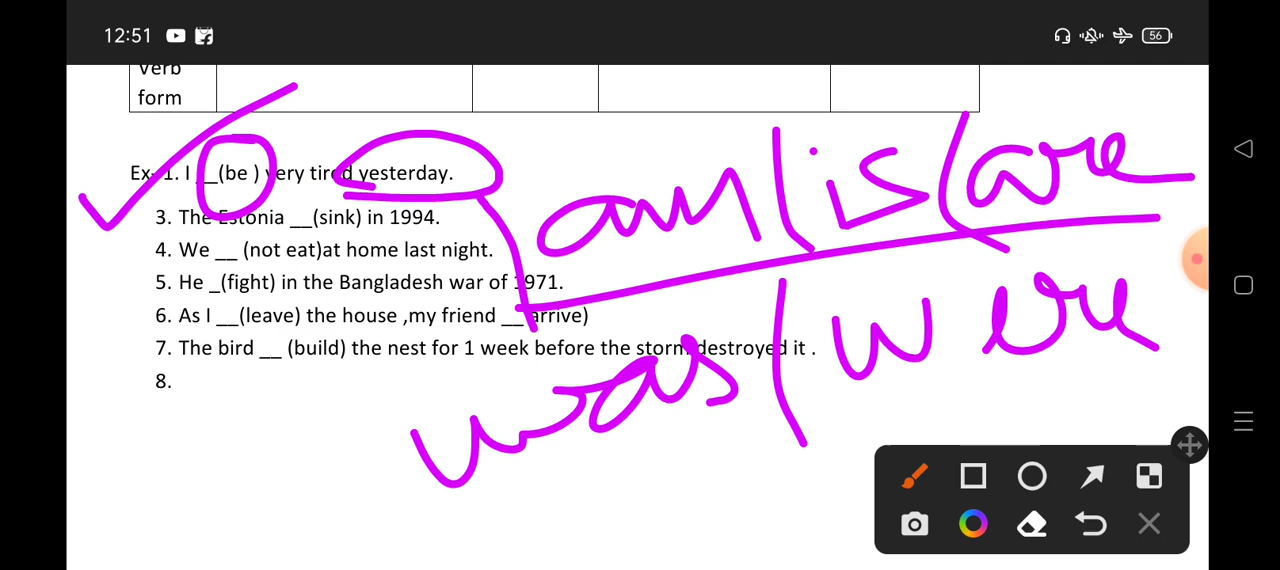 12:51 56
Verb
form
Ex- 1. I __(be ) very tired yesterday.
am/is/are
3. The Estonia __(sink) in 1994.
4. We __ (not eat)at home last night.
5. He _(fight) in the Bangladesh war of 1971.
6. As I __(leave) the house ,my friend __ arrive)
was/were
7. The bird __ (build) the nest for 1 week before the storm destroyed it .
8.